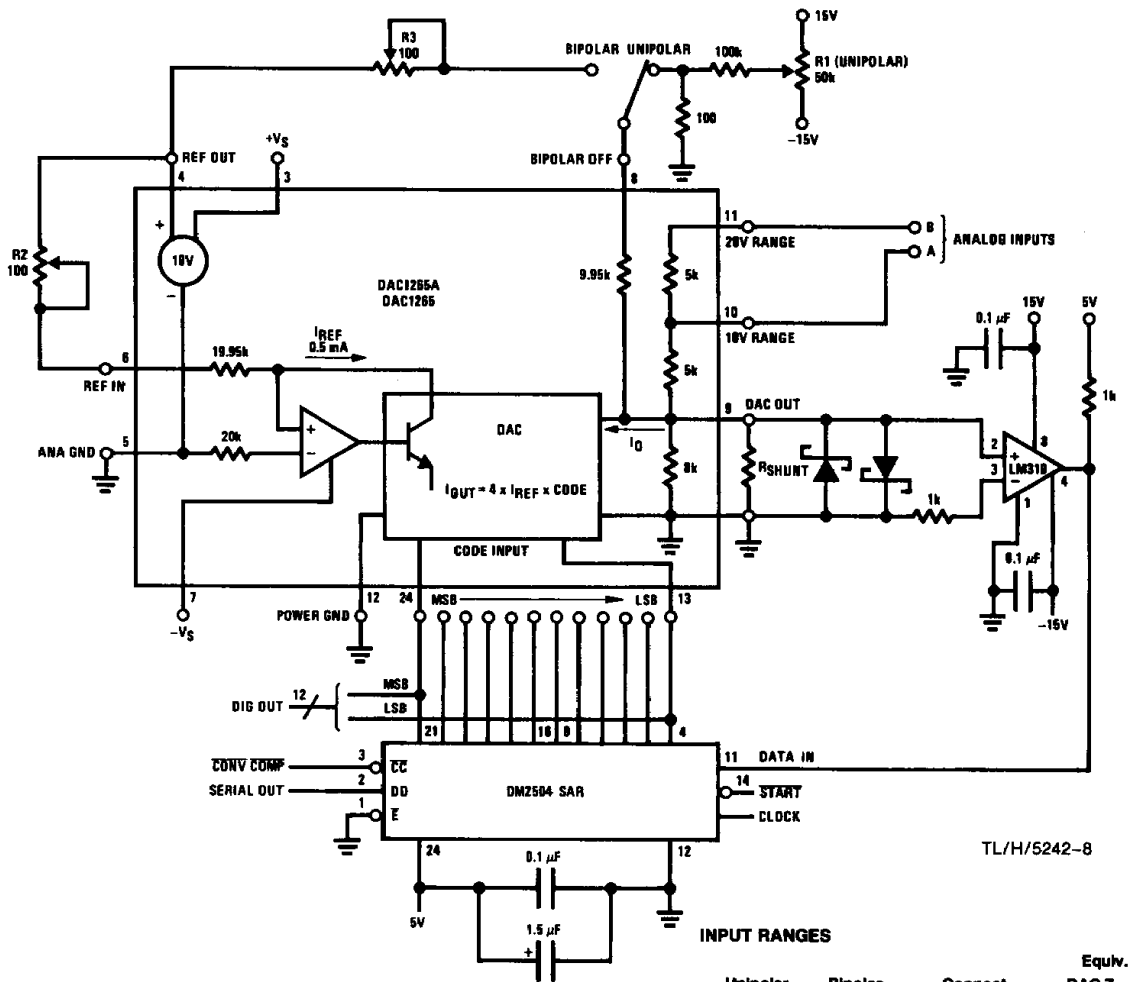 R3
100
BIPOLAR UNIPOLAR
100k
15V
R1 (UNIPOLAR)
50k
100
-15V
REF OUT
4
+VS
3
BIPOLAR OFF
8
R2
100
+
10V
-
DAC1265A
DAC1265
9.95k
11
20V RANGE
B
A
ANALOG INPUTS
5k
10
10V RANGE
5k
IREF
0.5 mA
6
REF IN
19.95k
0.1 µF
15V
5V
1k
5
ANA GND
20k
+
-
DAC
IO
9
DAC OUT
8k
RSHUNT
IOUT = 4 x IREF x CODE
1k
2
+
3
-
LM319
8
4
1
0.1 µF
-15V
CODE INPUT
7
-VS
12
POWER GND
24
MSB
LSB
13
DIG OUT
12
MSB
LSB
21
16
9
4
CONV COMP
3
CC
SERIAL OUT
2
DO
1
E
DM2504 SAR
11
DATA IN
14
START
CLOCK
24
12
5V
0.1 µF
1.5 µF
+
TL/H/5242-8
INPUT RANGES
Equiv.
Unipolar
Bipolar
Connect
DAC Z